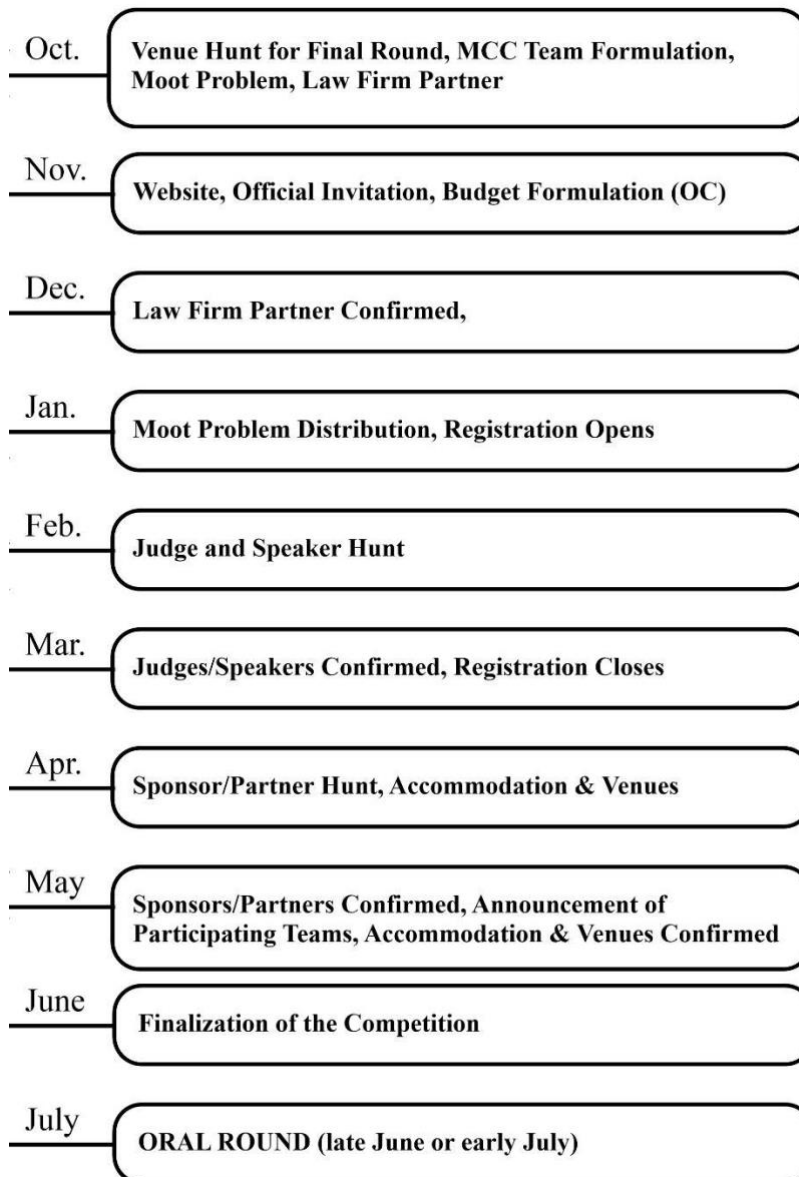 Oct.
Venue Hunt for Final Round, MCC Team Formulation,
Moot Problem, Law Firm Partner
Nov.
Website, Official Invitation, Budget Formulation (OC)
Dec.
Law Firm Partner Confirmed,
Jan.
Moot Problem Distribution, Registration Opens
Feb.
Judge and Speaker Hunt
Mar.
Judges/Speakers Confirmed, Registration Closes
Apr.
Sponsor/Partner Hunt, Accommodation & Venues
May
Sponsors/Partners Confirmed, Announcement of
Participating Teams, Accommodation & Venues Confirmed
June
Finalization of the Competition
July
ORAL ROUND (late June or early July)